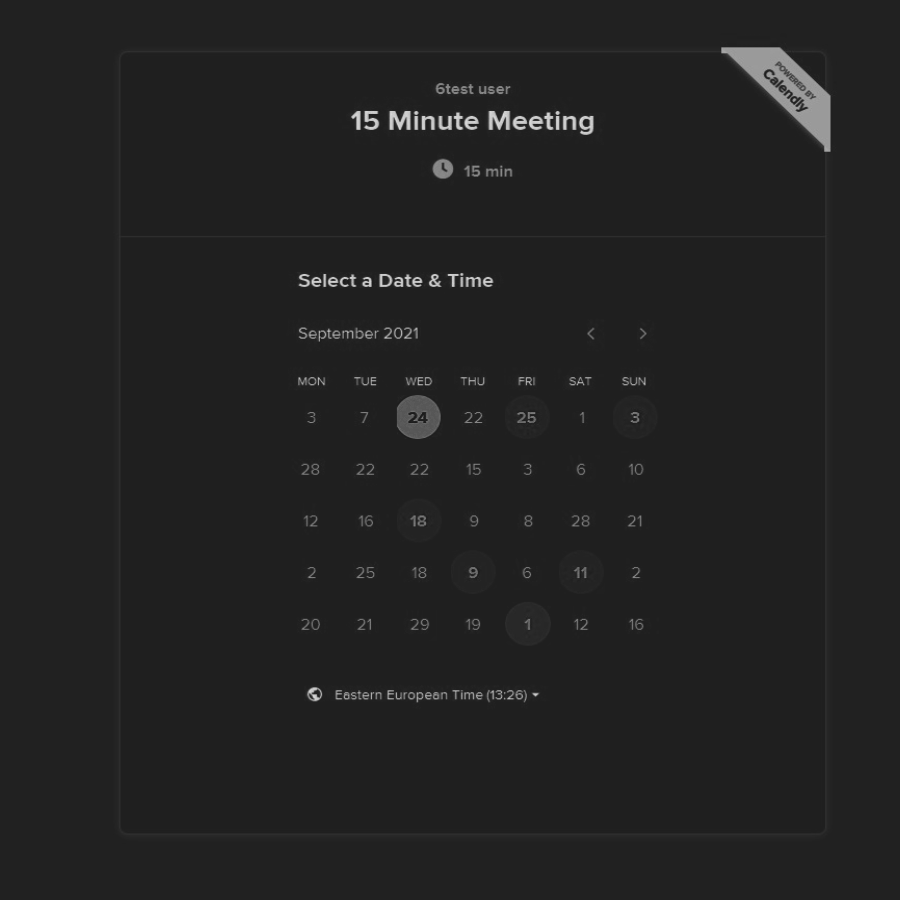 POWERED BY
Calendly
6test user
15 Minute Meeting
15 min
Select a Date & Time
September 2021
MON TUE WED THU FRI SAT SUN
3 7 24 22 25 1 3
28 22 22 15 3 6 10
12 16 18 9 8 28 21
2 25 18 9 6 11 2
20 21 29 19 1 12 16
Eastern European Time (13:26)